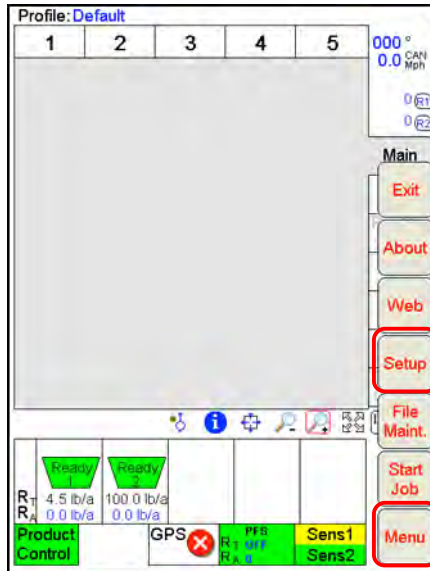 Profile: Default
1 2 3 4 5
000 °
0.0 CAN Mph
0 R1
0 R2
Main
Exit
About
Web
Setup
File Maint.
Start Job
Menu
Ready 1 Ready 2
RT 4.5 lb/a 100.0 lb/a
RA 0.0 lb/a 0.0 lb/a
Product Control
GPS
PFS
RT OFF
RA 0
Sens1
Sens2